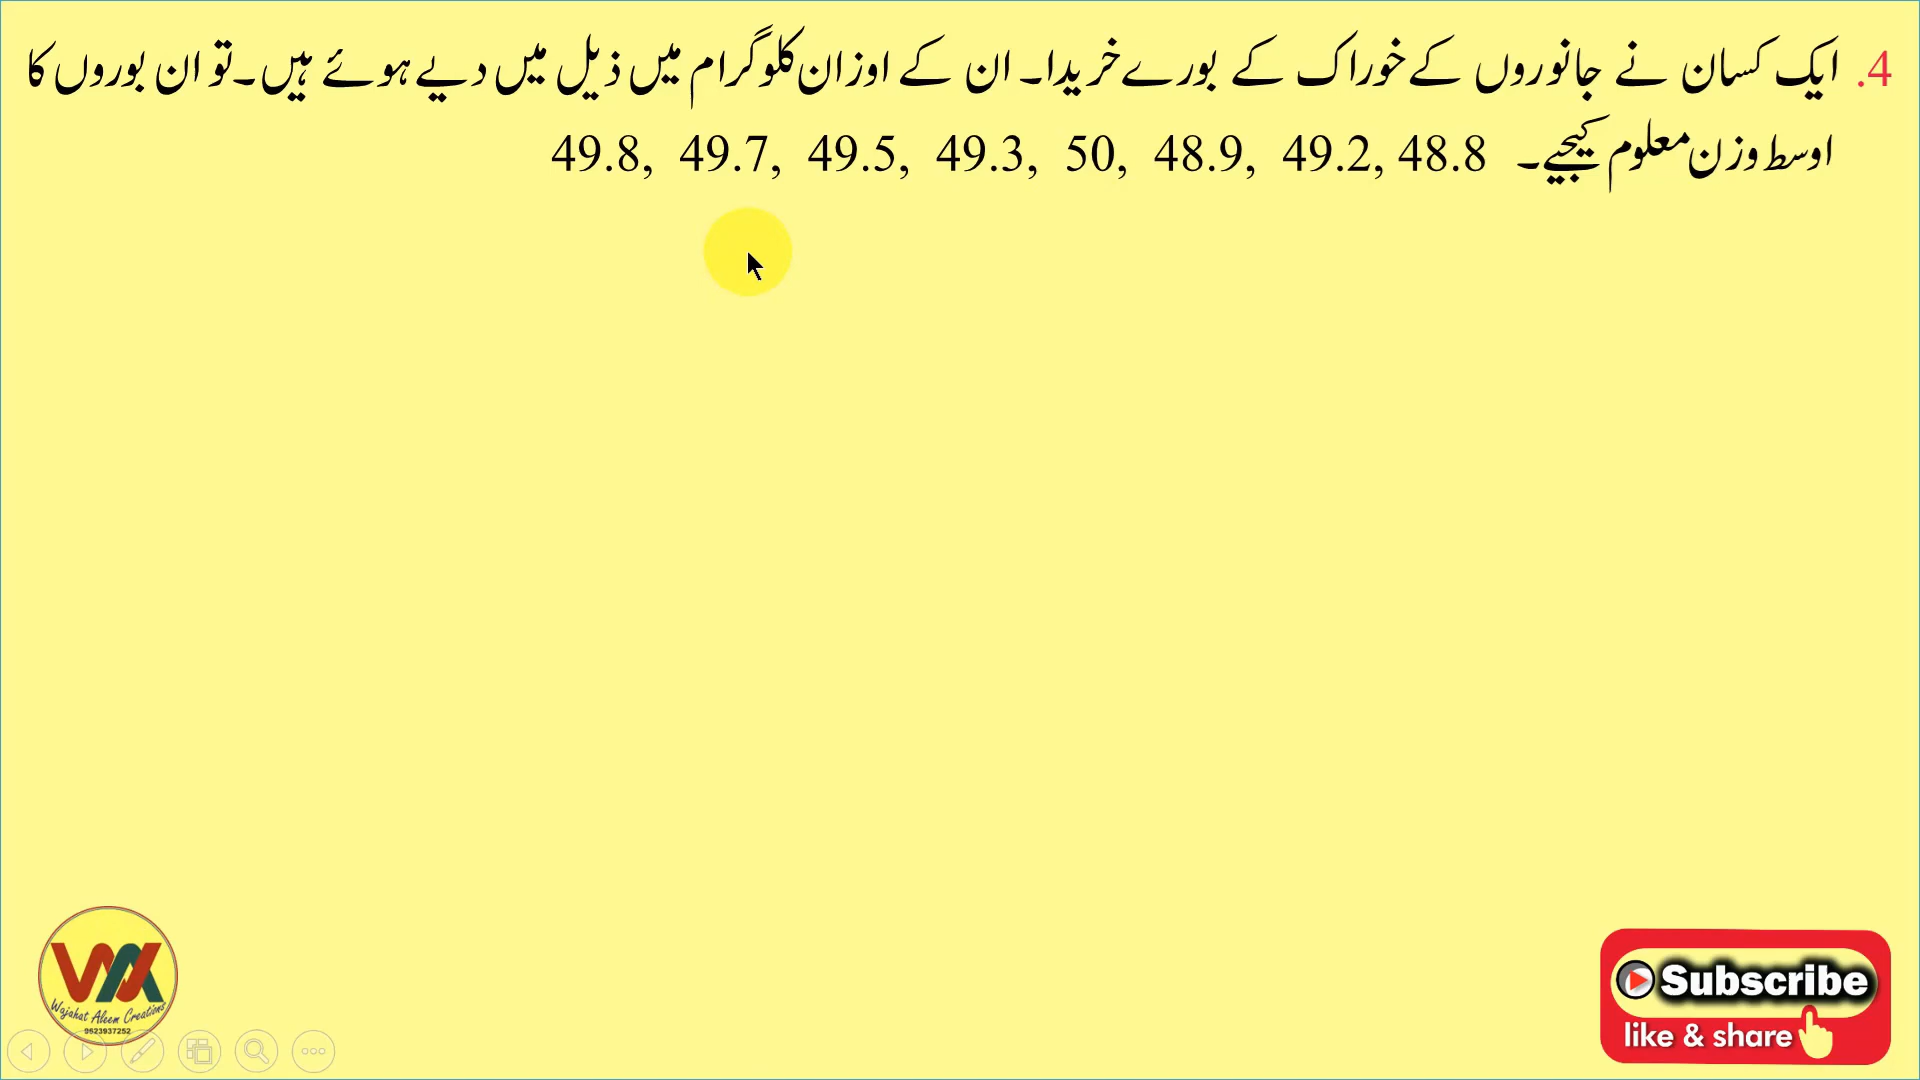 4. ایک کسان نے جانوروں کے خوراک کے بورے خریدا۔ ان کے اوزان کلوگرام میں ذیل میں دیے ہوئے ہیں۔ تو ان بوروں کا
اوسط وزن معلوم کیجیے۔ 49.8, 49.7, 49.5, 49.3, 50, 48.9, 49.2, 48.8
Wajahat Aleem Creations
9623937252
Subscribe
like & share